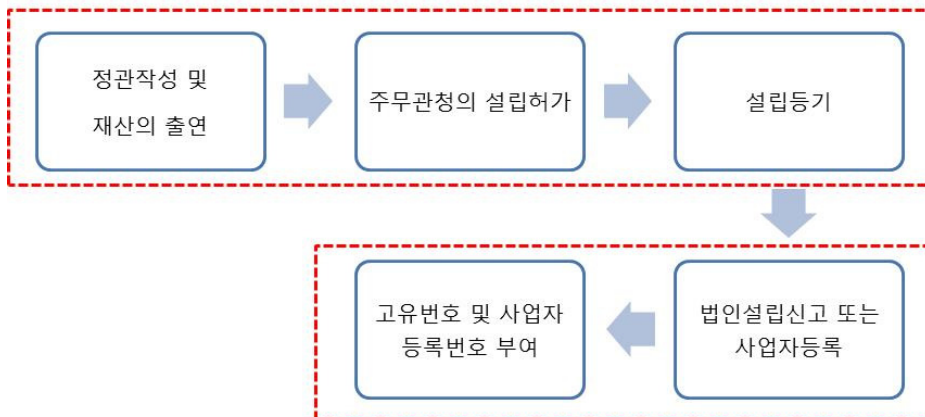 정관작성 및
재산의 출연
주무관청의 설립허가
설립등기
법인설립신고 또는
사업자등록
고유번호 및 사업자
등록번호 부여